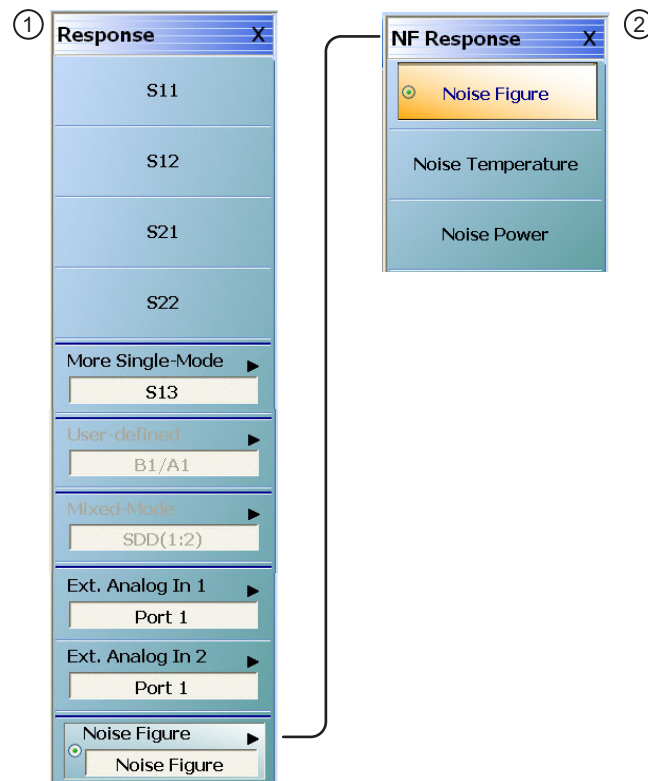 ① Response X
S11
S12
S21
S22
More Single-Mode
S13
User-defined
B1/A1
Mixed-Mode
SDD(1:2)
Ext. Analog In 1
Port 1
Ext. Analog In 2
Port 1
Noise Figure
Noise Figure
NF Response X ②
Noise Figure
Noise Temperature
Noise Power